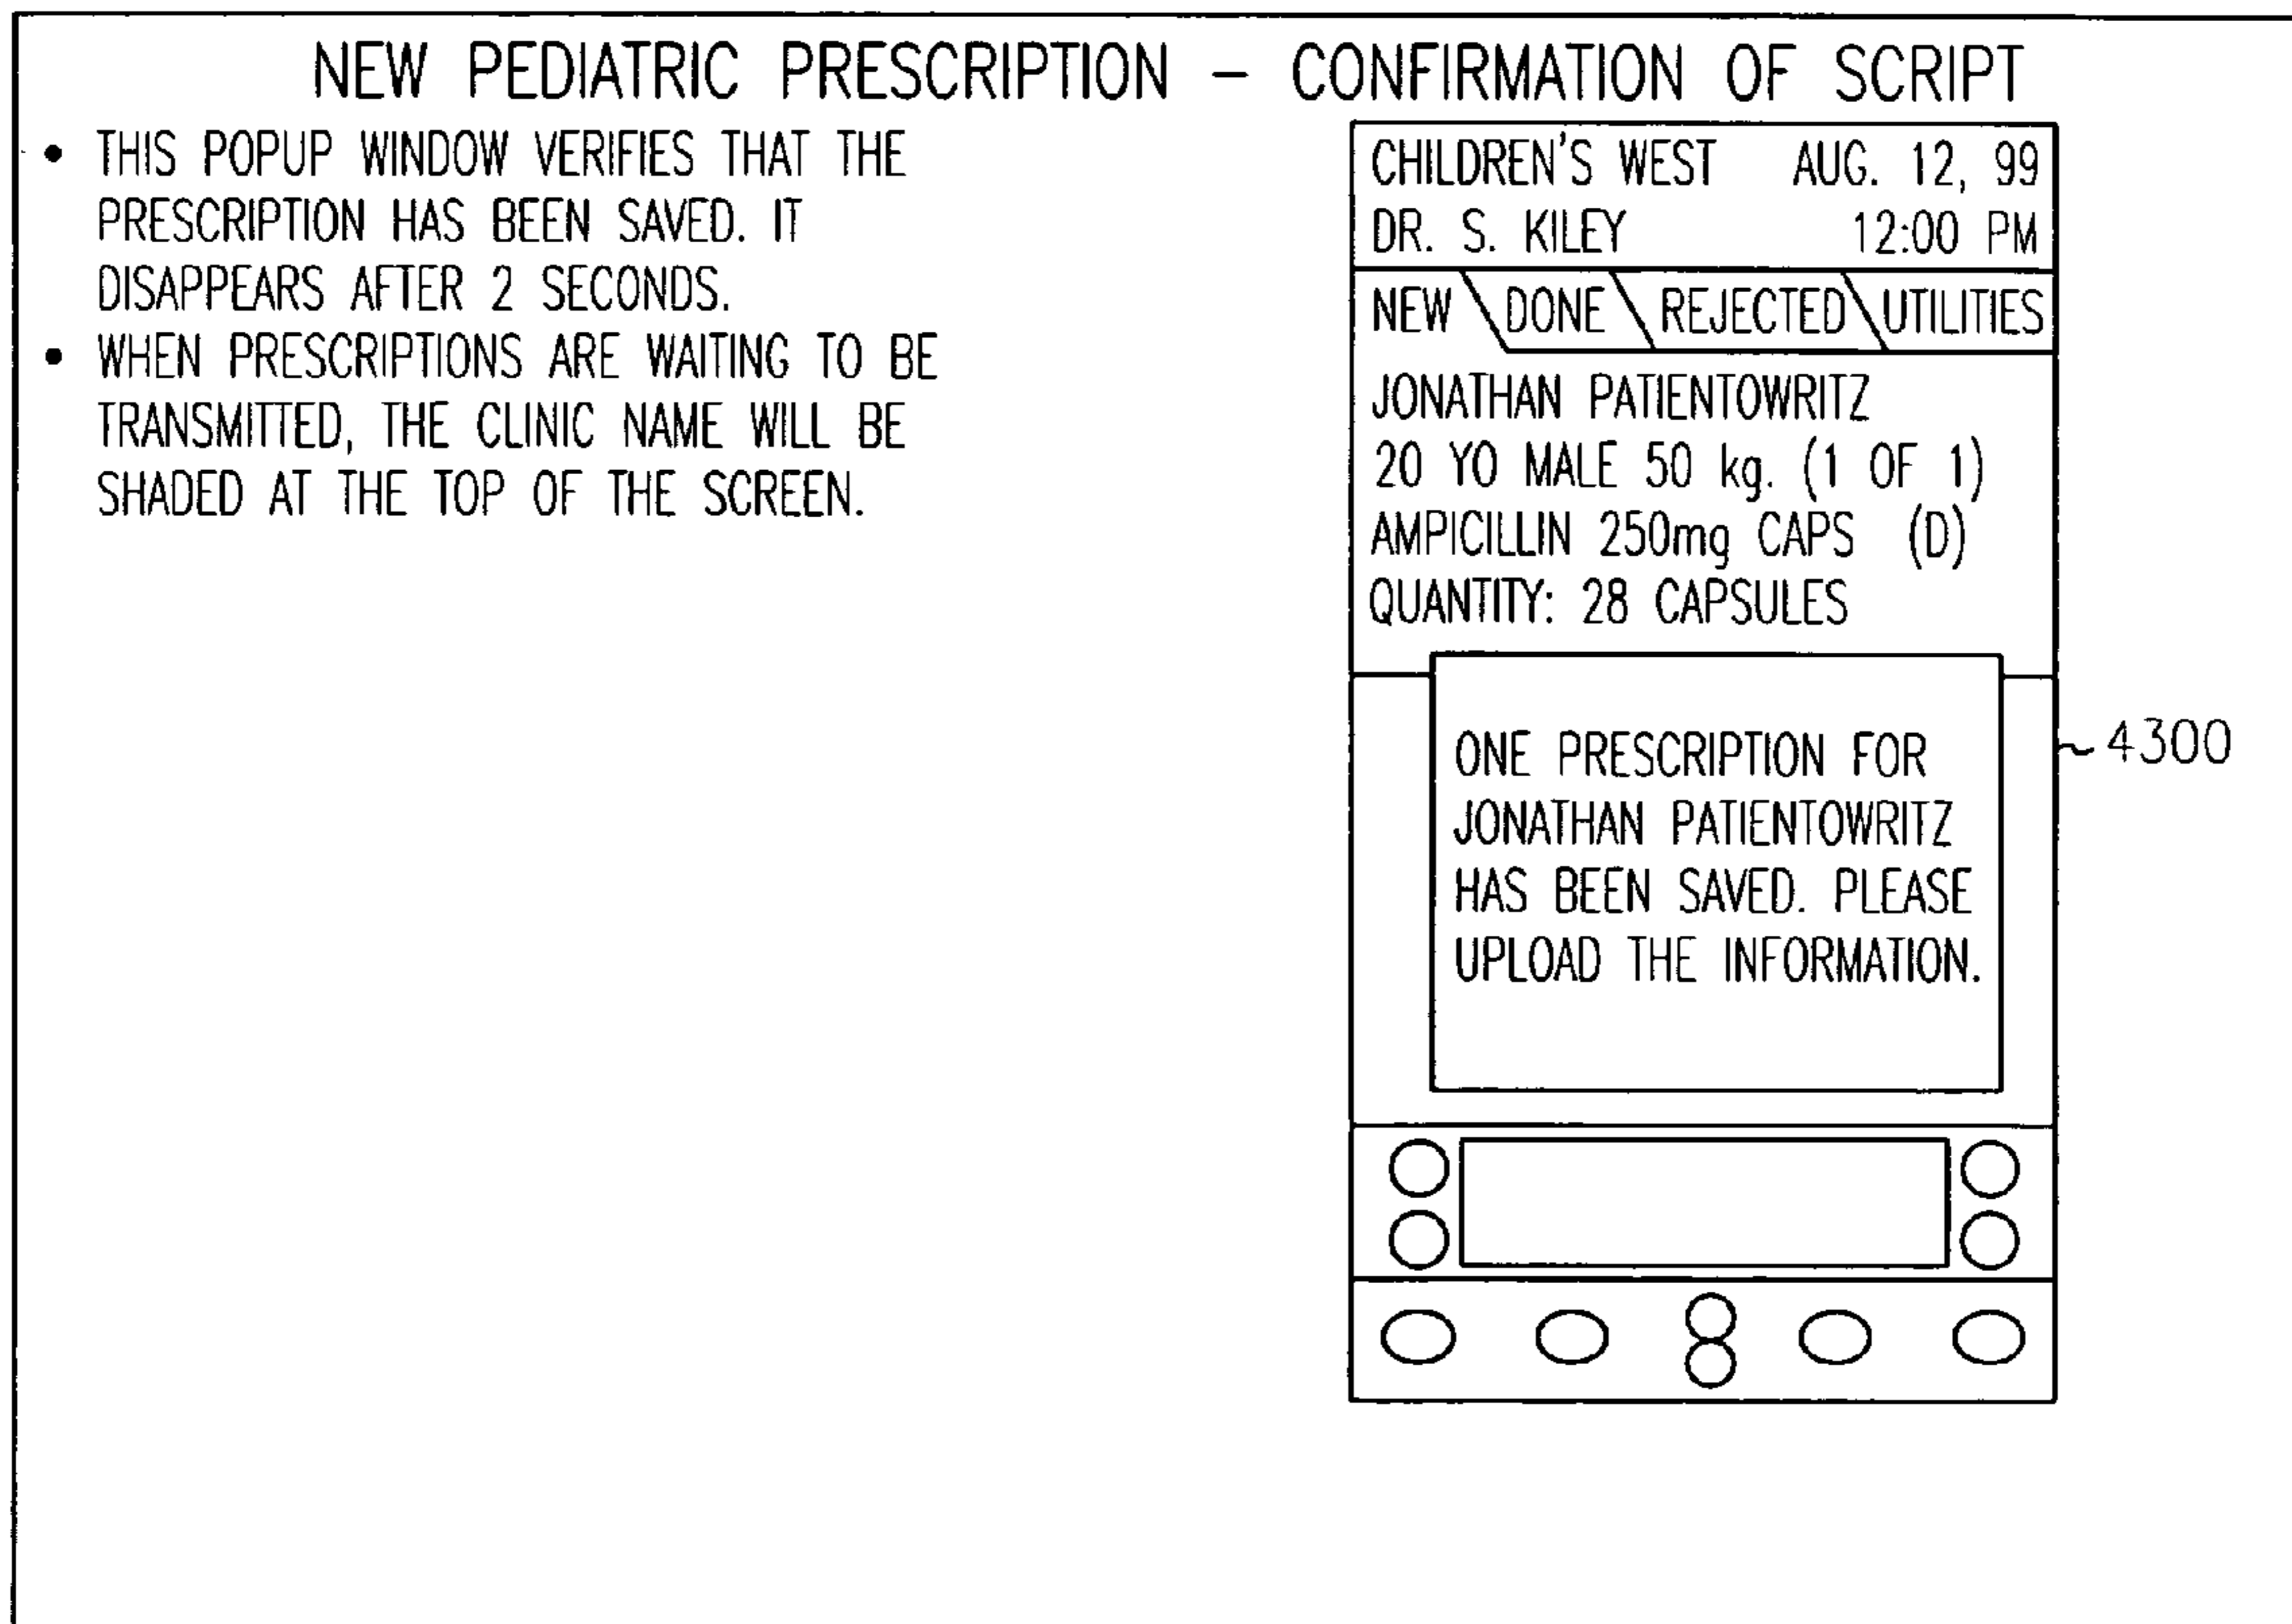 NEW PEDIATRIC PRESCRIPTION – CONFIRMATION OF SCRIPT
• THIS POPUP WINDOW VERIFIES THAT THE
PRESCRIPTION HAS BEEN SAVED. IT
DISAPPEARS AFTER 2 SECONDS.
• WHEN PRESCRIPTIONS ARE WAITING TO BE
TRANSMITTED, THE CLINIC NAME WILL BE
SHADED AT THE TOP OF THE SCREEN.
CHILDREN'S WEST AUG. 12, 99
DR. S. KILEY 12:00 PM
NEW DONE REJECTED UTILITIES
JONATHAN PATIENTOWRITZ
20 YO MALE 50 kg. (1 OF 1)
AMPICILLIN 250mg CAPS (D)
QUANTITY: 28 CAPSULES
ONE PRESCRIPTION FOR
JONATHAN PATIENTOWRITZ
HAS BEEN SAVED. PLEASE
UPLOAD THE INFORMATION.
4300